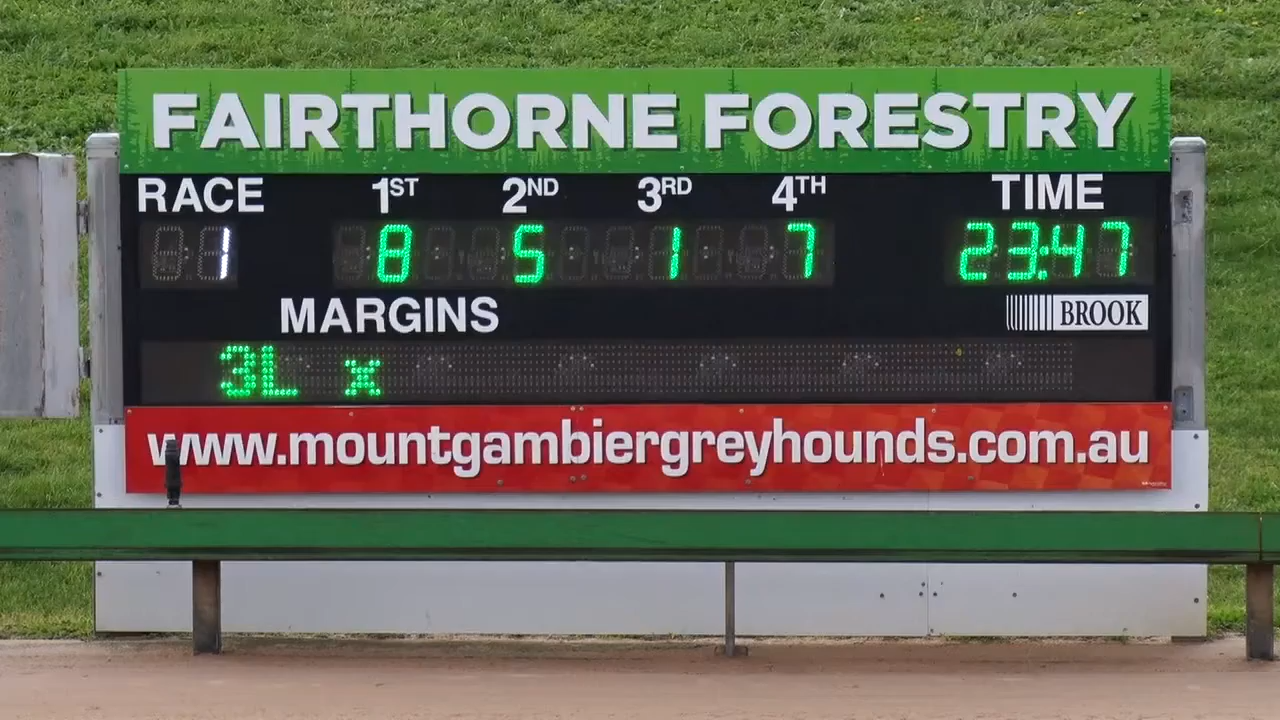 FAIRTHORNE FORESTRY
RACE 1ST 2ND 3RD 4TH TIME
1 8 5 1 7 23:47
MARGINS BROOK
3L x
www.mountgambiergreyhounds.com.au